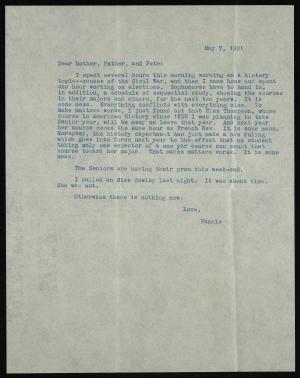 May 7, 1931
Dear Mother, Father, and Pete:
I spent several hours this morning working on a history
topic--causes of the Civil War, and then I came home and spent
one hour working on elections. Sophomores have to hand in,
in addition, a schedule of sequential study, showing the courses
in their majors and minors, for the next two years. It is
some mess. Everything conflicts with everything else. To
make matters worse, I just found out that Miss Thompson, whose
course in American History since 1850 I was planning to take
Senior year, will be away on leave that year. And next year
her course comes the same hour as French Rev. It is some mess.
Moreover, the history department has just made a new ruling
which goes into force next year to the effect that no student
taking only one semester of a one year course can count that
course toward her major. That makes matters worse. It is some
mess.
The Seniors are having their prom this week-end.
I called on Miss Rowley last night. It was about time.
She was out.
Otherwise there is nothing new.
Love,
Fannie